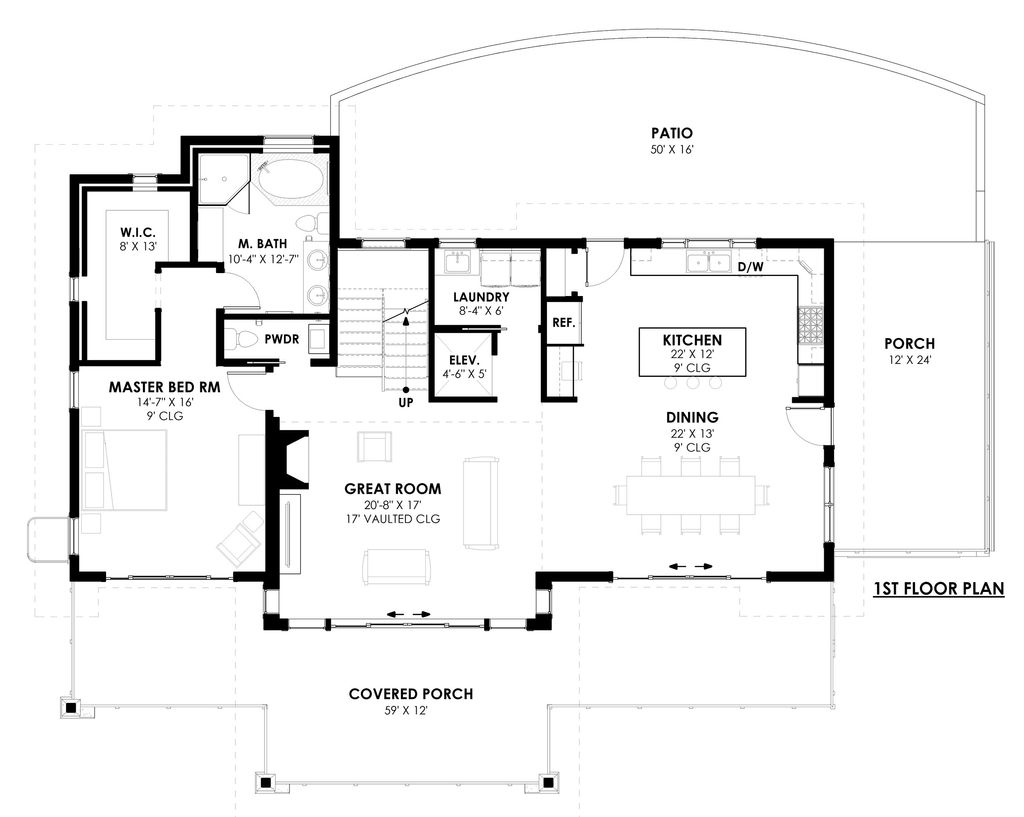 PATIO
50' X 16'
W.I.C.
8' X 13'
M. BATH
10'-4" X 12'-7"
D/W
LAUNDRY
8'-4" X 6'
REF.
PWDR
KITCHEN
22' X 12'
9' CLG
PORCH
12' X 24'
ELEV.
4'-6" X 5'
MASTER BED RM
14'-7" X 16'
9' CLG
UP
DINING
22' X 13'
9' CLG
GREAT ROOM
20'-8" X 17'
17' VAULTED CLG
1ST FLOOR PLAN
COVERED PORCH
59' X 12'